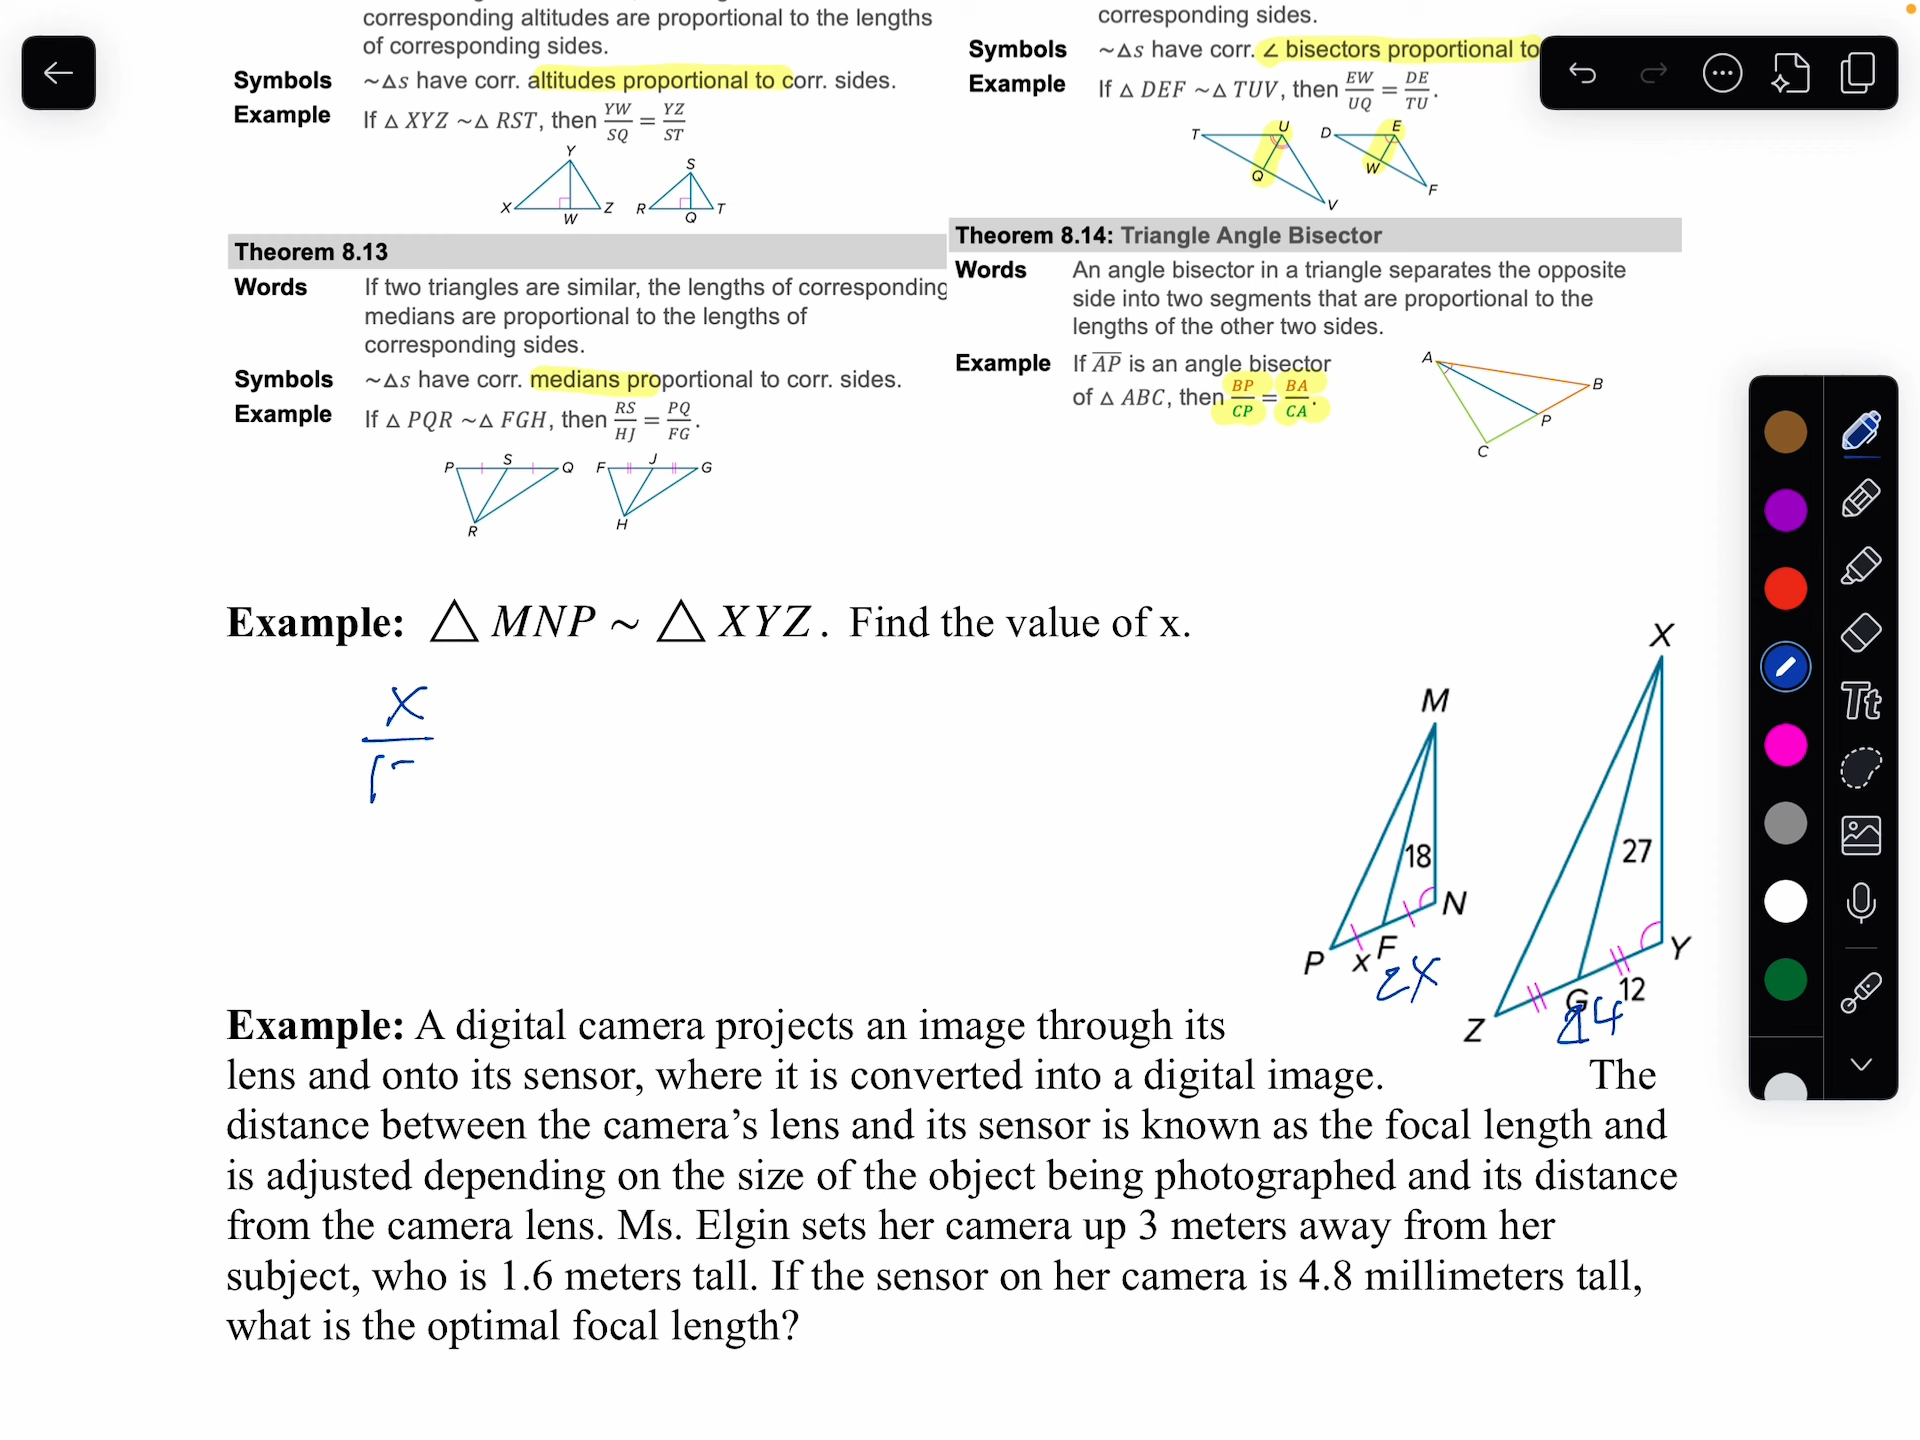 corresponding altitudes are proportional to the lengths
of corresponding sides.
Symbols ~△s have corr. altitudes proportional to corr. sides.
Example If △ XYZ ~△ RST, then YW/SQ = YZ/ST
Y
S
X
W
Z
R
Q
T
Theorem 8.13
Words If two triangles are similar, the lengths of corresponding
medians are proportional to the lengths of
corresponding sides.
Symbols ~△s have corr. medians proportional to corr. sides.
Example If △ PQR ~△ FGH, then RS/HJ = PQ/FG.
P
S
Q
F
J
G
R
H
corresponding sides.
Symbols ~△s have corr. ∠ bisectors proportional to
Example If △ DEF ~△ TUV, then EW/UQ = DE/TU.
T
U
D
E
Q
W
V
F
Theorem 8.14: Triangle Angle Bisector
Words An angle bisector in a triangle separates the opposite
side into two segments that are proportional to the
lengths of the other two sides.
Example If AP is an angle bisector
of △ ABC, then BP/CP = BA/CA.
A
B
P
C
Example: △ MNP ~ △ XYZ. Find the value of x.
x
M
18
N
P
x
F
2x
X
27
Y
12
G
24
Z
Example: A digital camera projects an image through its
lens and onto its sensor, where it is converted into a digital image. The
distance between the camera’s lens and its sensor is known as the focal length and
is adjusted depending on the size of the object being photographed and its distance
from the camera lens. Ms. Elgin sets her camera up 3 meters away from her
subject, who is 1.6 meters tall. If the sensor on her camera is 4.8 millimeters tall,
what is the optimal focal length?
Tt